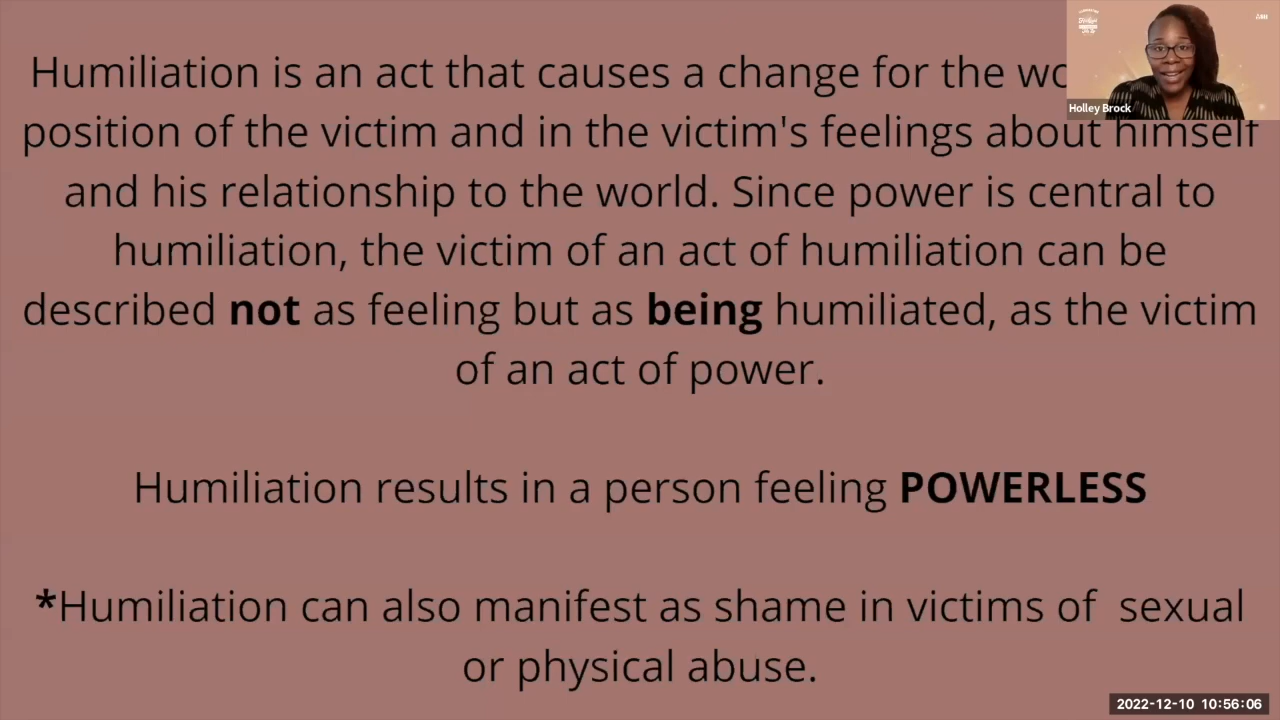 Humiliation is an act that causes a change for the
position of the victim and in the victim's feelings about himself
and his relationship to the world. Since power is central to
humiliation, the victim of an act of humiliation can be
described not as feeling but as being humiliated, as the victim
of an act of power.
Humiliation results in a person feeling POWERLESS
*Humiliation can also manifest as shame in victims of  sexual
or physical abuse.
Holley Brock
2022-12-10 10:56:06